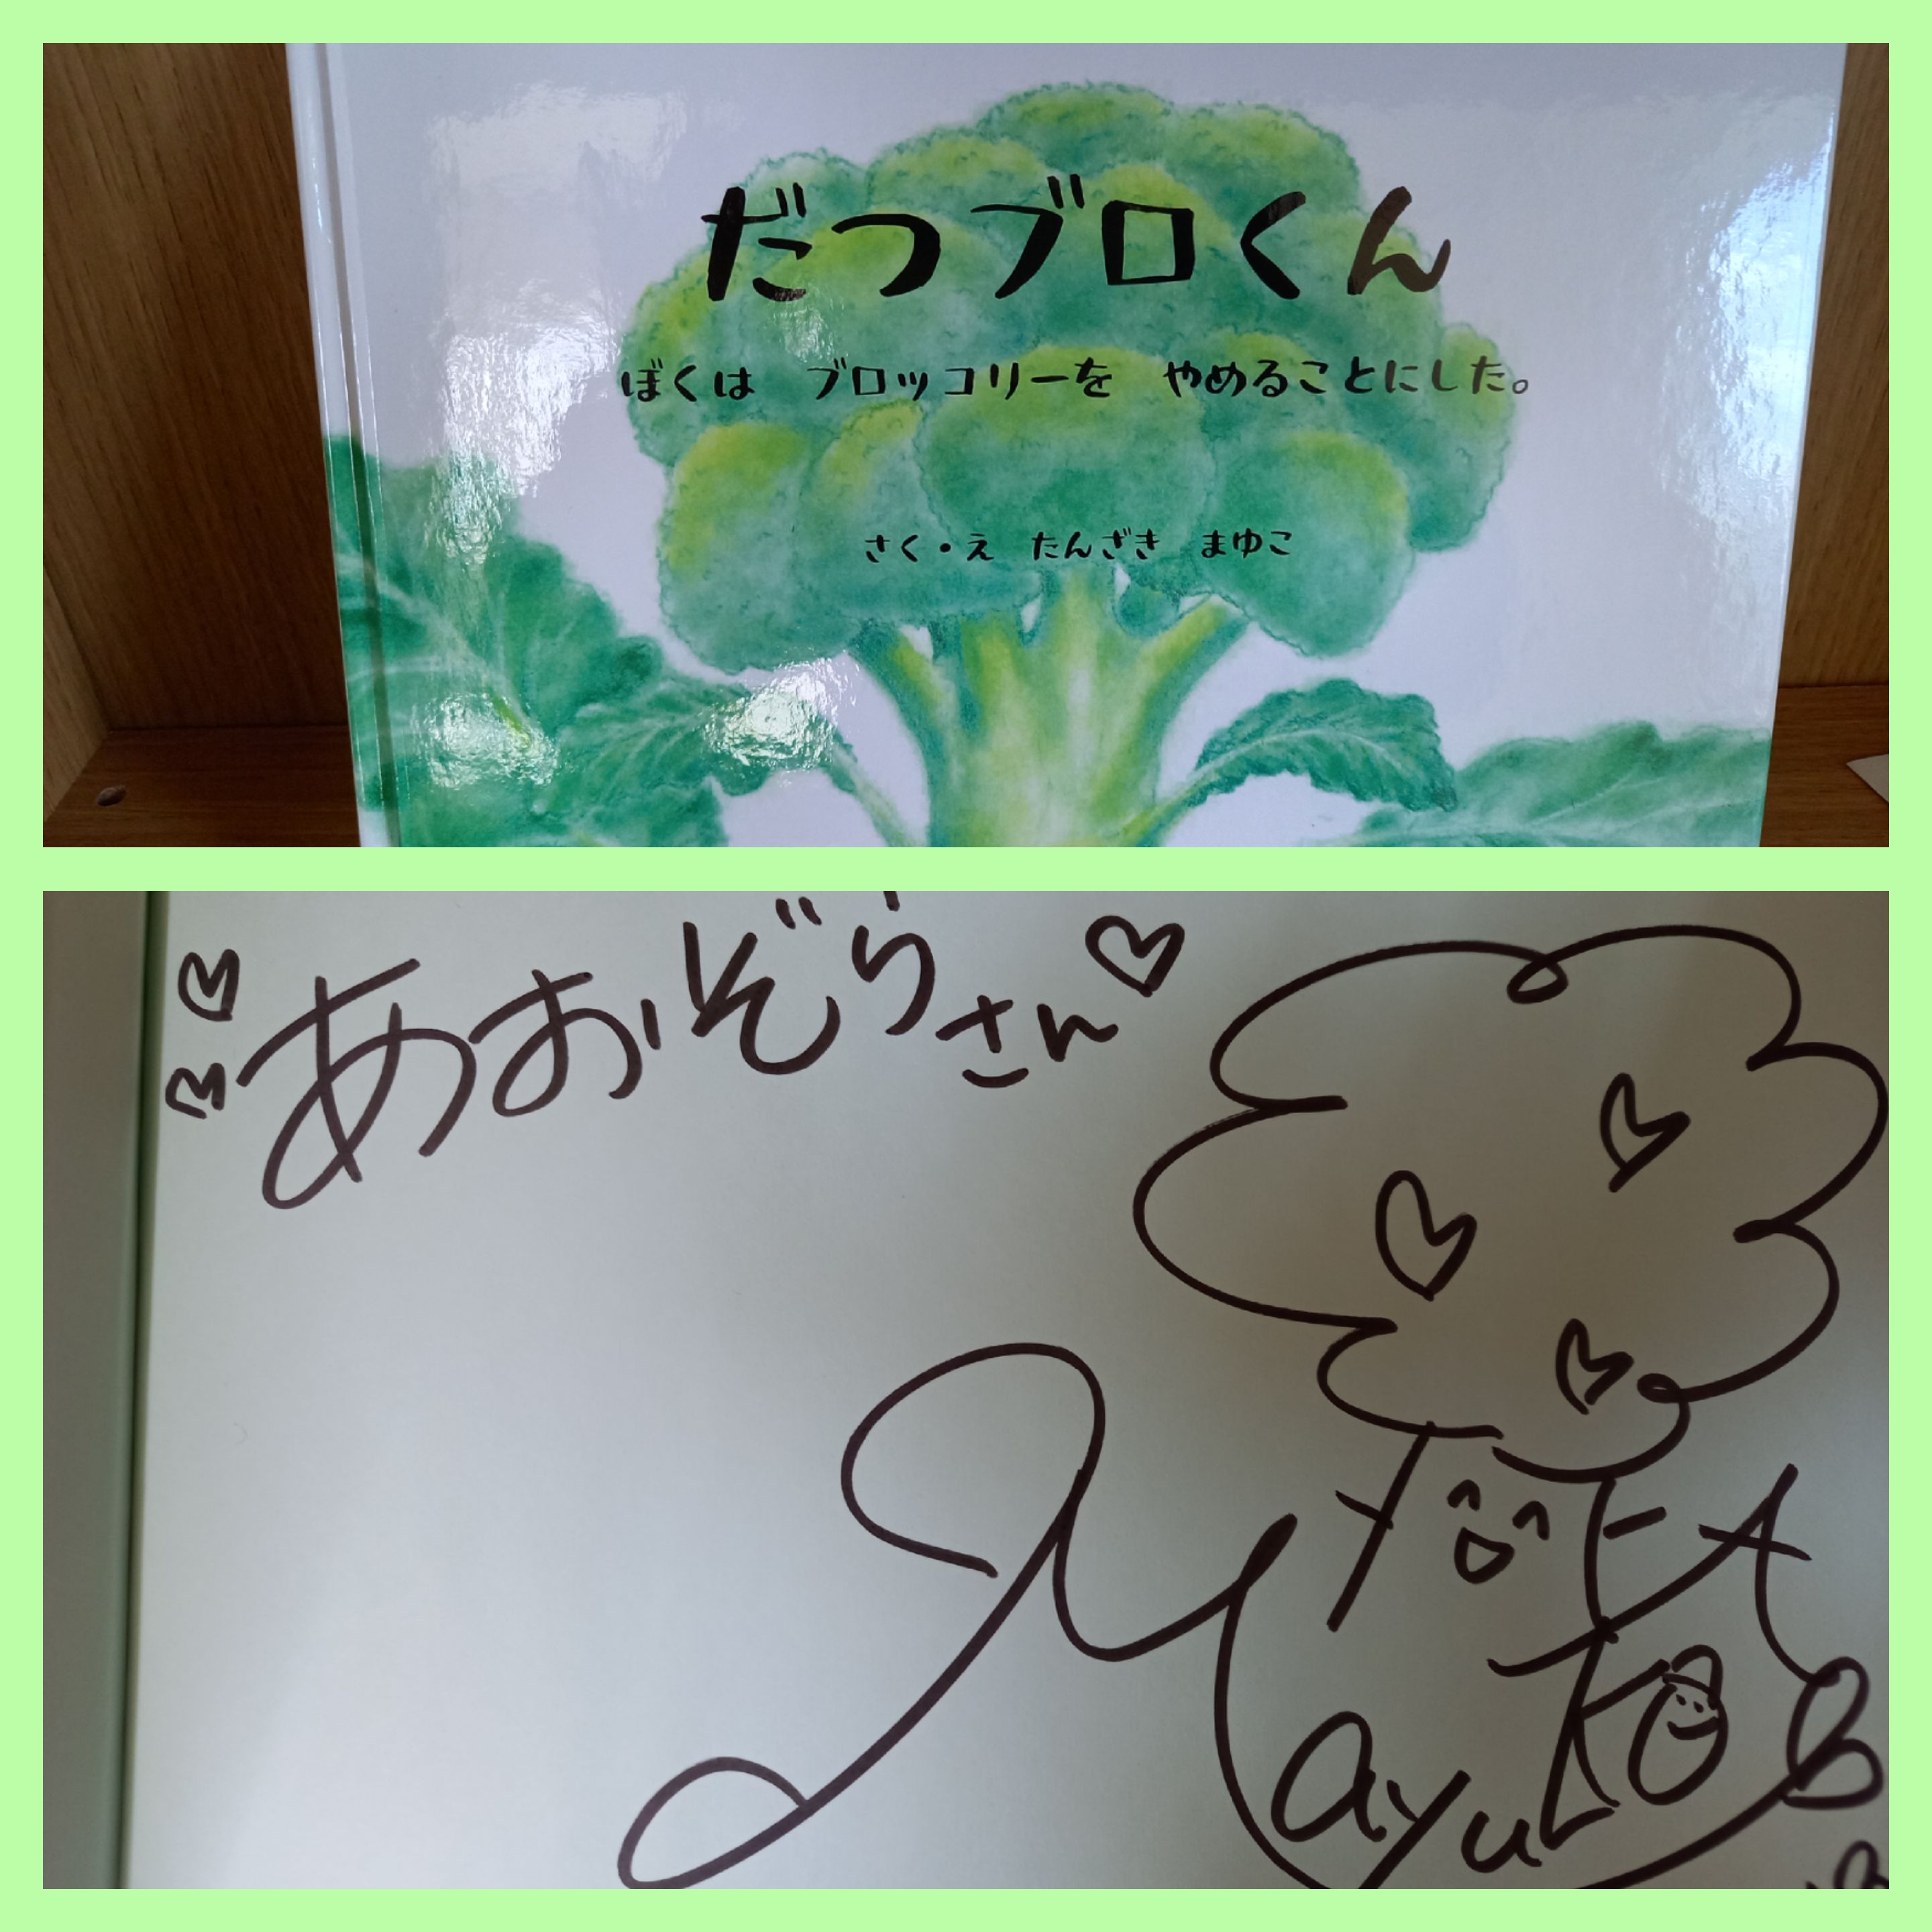 だつブロくん
ぼくは ブロッコリーを やめることにした。
さく・え たんざき まゆこ
あおぞらさん
Mayuko